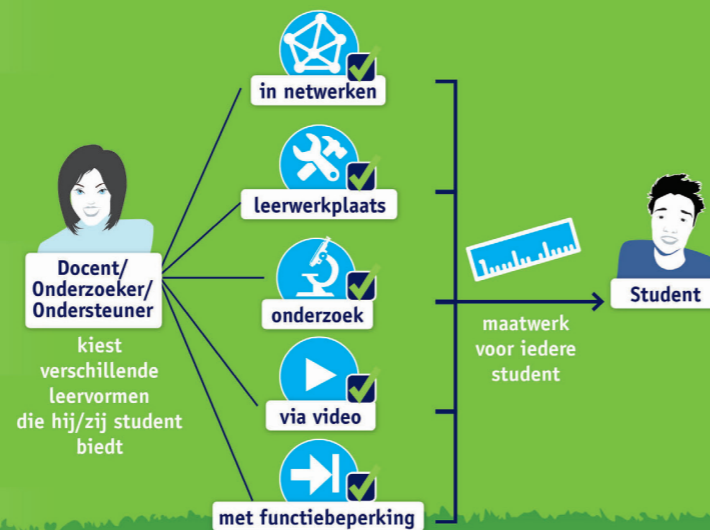 in netwerken
leerwerkplaats
Docent/
Onderzoeker/
Ondersteuner
kiest
verschillende
leervormen
die hij/zij student
biedt
onderzoek
via video
met functiebeperking
maatwerk
voor iedere
student
Student